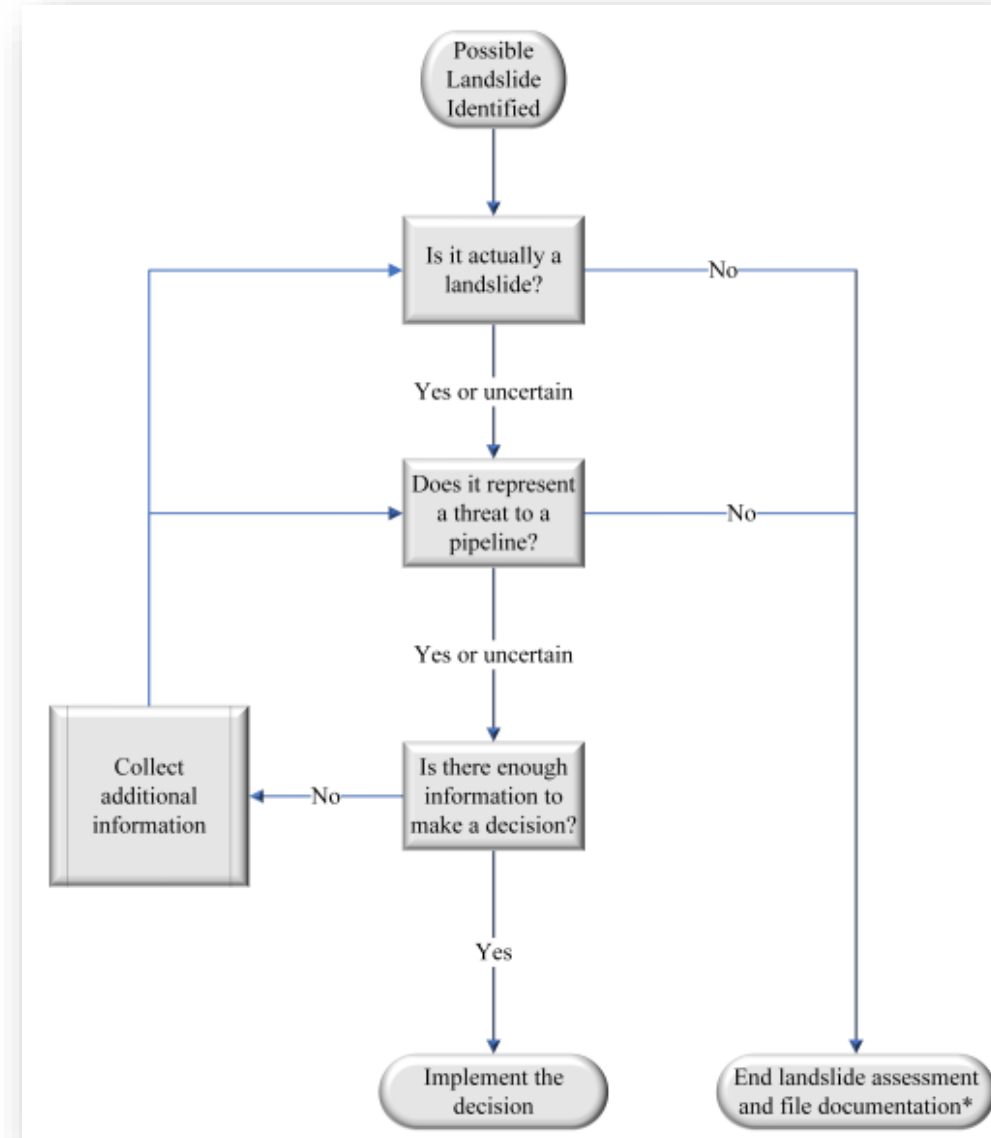 Possible
Landslide
Identified
Is it actually a
landslide?
No
Yes or uncertain
Does it represent
a threat to a
pipeline?
No
Yes or uncertain
Collect
additional
information
No
Is there enough
information to
make a decision?
Yes
Implement the
decision
End landslide assessment
and file documentation*